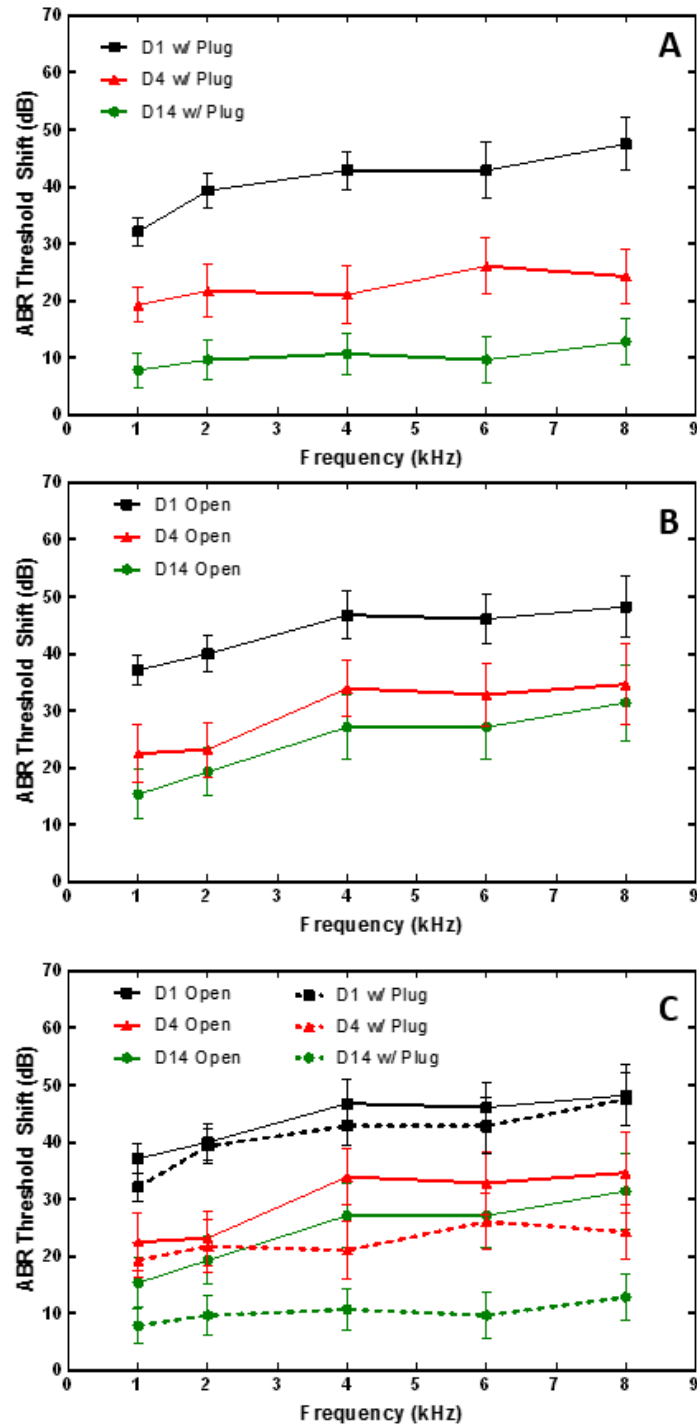 70
A
D1 w/ Plug
60
D4 w/ Plug
D14 w/ Plug
50
40
30
20
10
0
ABR Threshold Shift (dB)
0 1 2 3 4 5 6 7 8 9
Frequency (kHz)
70
B
D1 Open
60
D4 Open
D14 Open
50
40
30
20
10
0
ABR Threshold Shift (dB)
0 1 2 3 4 5 6 7 8 9
Frequency (kHz)
70
C
D1 Open D1 w/ Plug
60
D4 Open D4 w/ Plug
D14 Open D14 w/ Plug
50
40
30
20
10
0
ABR Threshold Shift (dB)
0 1 2 3 4 5 6 7 8 9
Frequency (kHz)